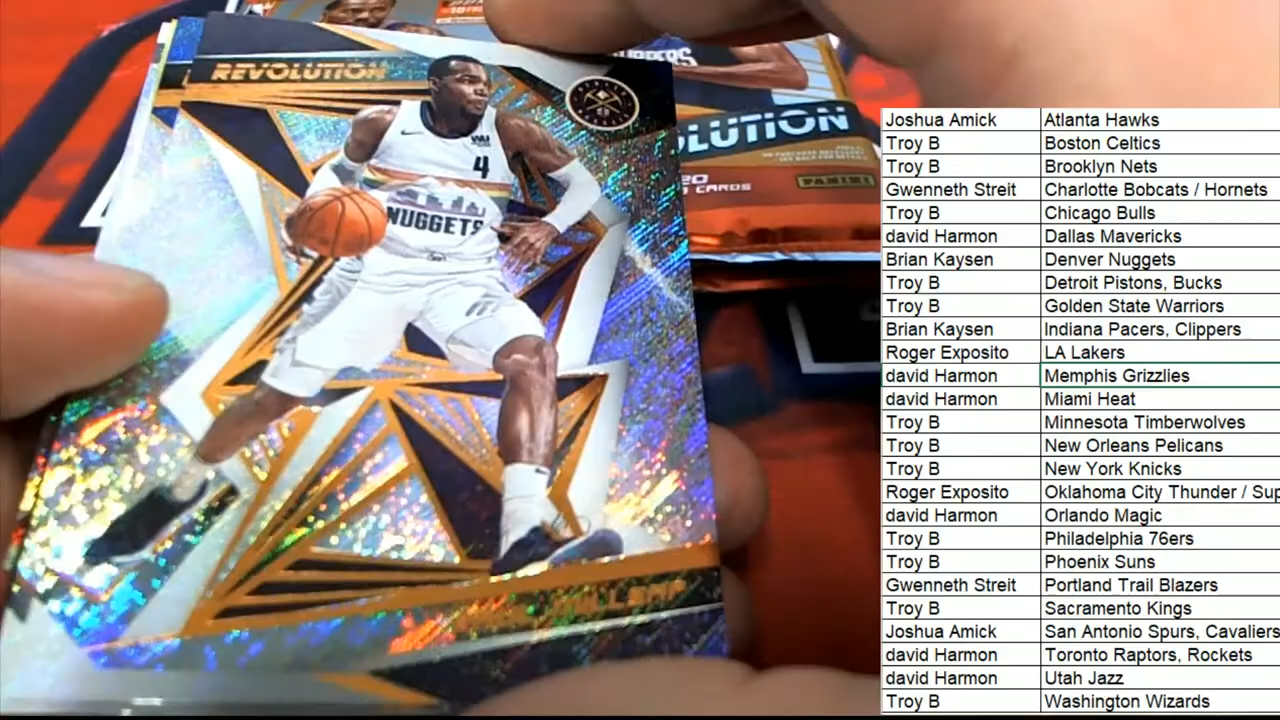 REVOLUTION
4
NUGGETS
OLUTION
20
CARDS
PANINI
Joshua Amick Atlanta Hawks
Troy B Boston Celtics
Troy B Brooklyn Nets
Gwenneth Streit Charlotte Bobcats / Hornets
Troy B Chicago Bulls
david Harmon Dallas Mavericks
Brian Kaysen Denver Nuggets
Troy B Detroit Pistons, Bucks
Troy B Golden State Warriors
Brian Kaysen Indiana Pacers, Clippers
Roger Exposito LA Lakers
david Harmon Memphis Grizzlies
david Harmon Miami Heat
Troy B Minnesota Timberwolves
Troy B New Orleans Pelicans
Troy B New York Knicks
Roger Exposito Oklahoma City Thunder / Sup
david Harmon Orlando Magic
Troy B Philadelphia 76ers
Troy B Phoenix Suns
Gwenneth Streit Portland Trail Blazers
Troy B Sacramento Kings
Joshua Amick San Antonio Spurs, Cavaliers
david Harmon Toronto Raptors, Rockets
david Harmon Utah Jazz
Troy B Washington Wizards